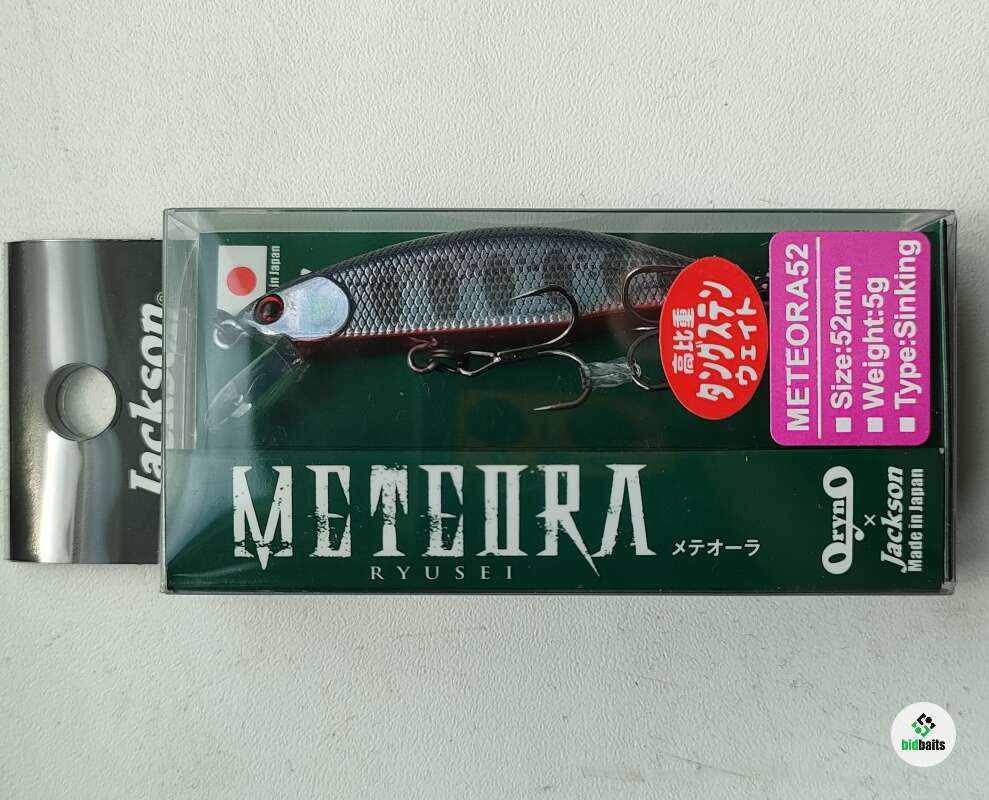 Jackson®
in Japan
高比重
タングステン
ウェイト
METEORA52
■ Size:52mm
■ Weight:5g
■ Type:Sinking
METEORA
メテオーラ
RYUSEI
OrynO
×
Jackson
Made in Japan
bidbaits